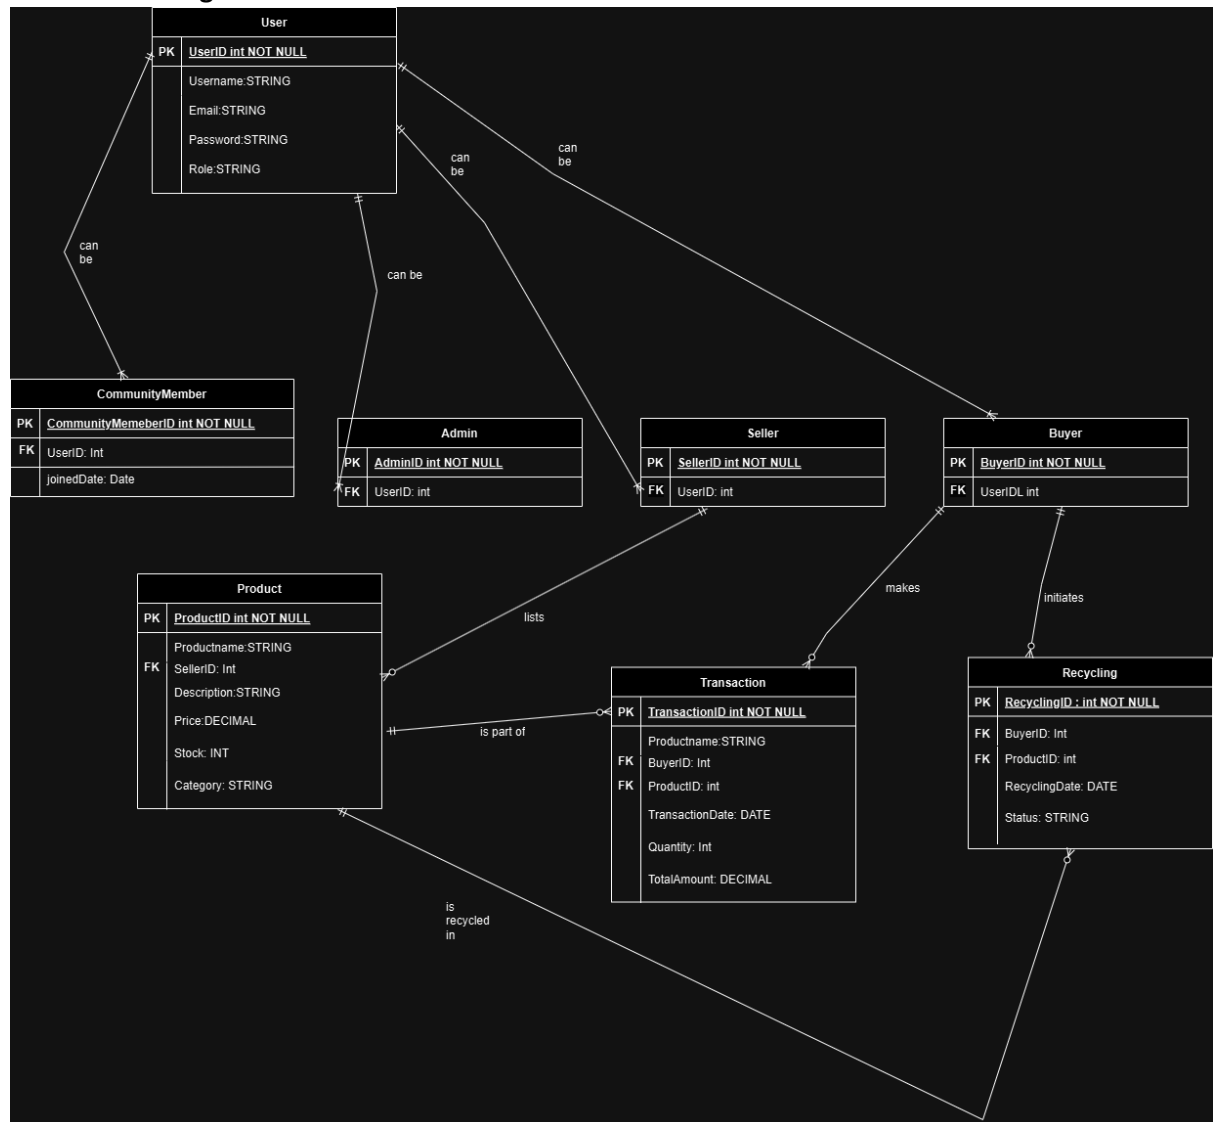 User
PK UserID int NOT NULL
Username:STRING
Email:STRING
Password:STRING
Role:STRING
can
be
can be
can
be
can
be
CommunityMember
PK CommunityMemeberID int NOT NULL
FK UserID: Int
joinedDate: Date
Admin
PK AdminID int NOT NULL
FK UserID: int
Seller
PK SellerID int NOT NULL
FK UserID: int
Buyer
PK BuyerID int NOT NULL
FK UserIDL int
lists
makes
initiates
Product
PK ProductID int NOT NULL
Productname:STRING
FK SellerID: Int
Description:STRING
Price:DECIMAL
Stock: INT
Category: STRING
is part of
Transaction
PK TransactionID int NOT NULL
Productname:STRING
FK BuyerID: Int
FK ProductID: int
TransactionDate: DATE
Quantity: Int
TotalAmount: DECIMAL
Recycling
PK RecyclingID : int NOT NULL
FK BuyerID: Int
FK ProductID: int
RecyclingDate: DATE
Status: STRING
is
recycled
in